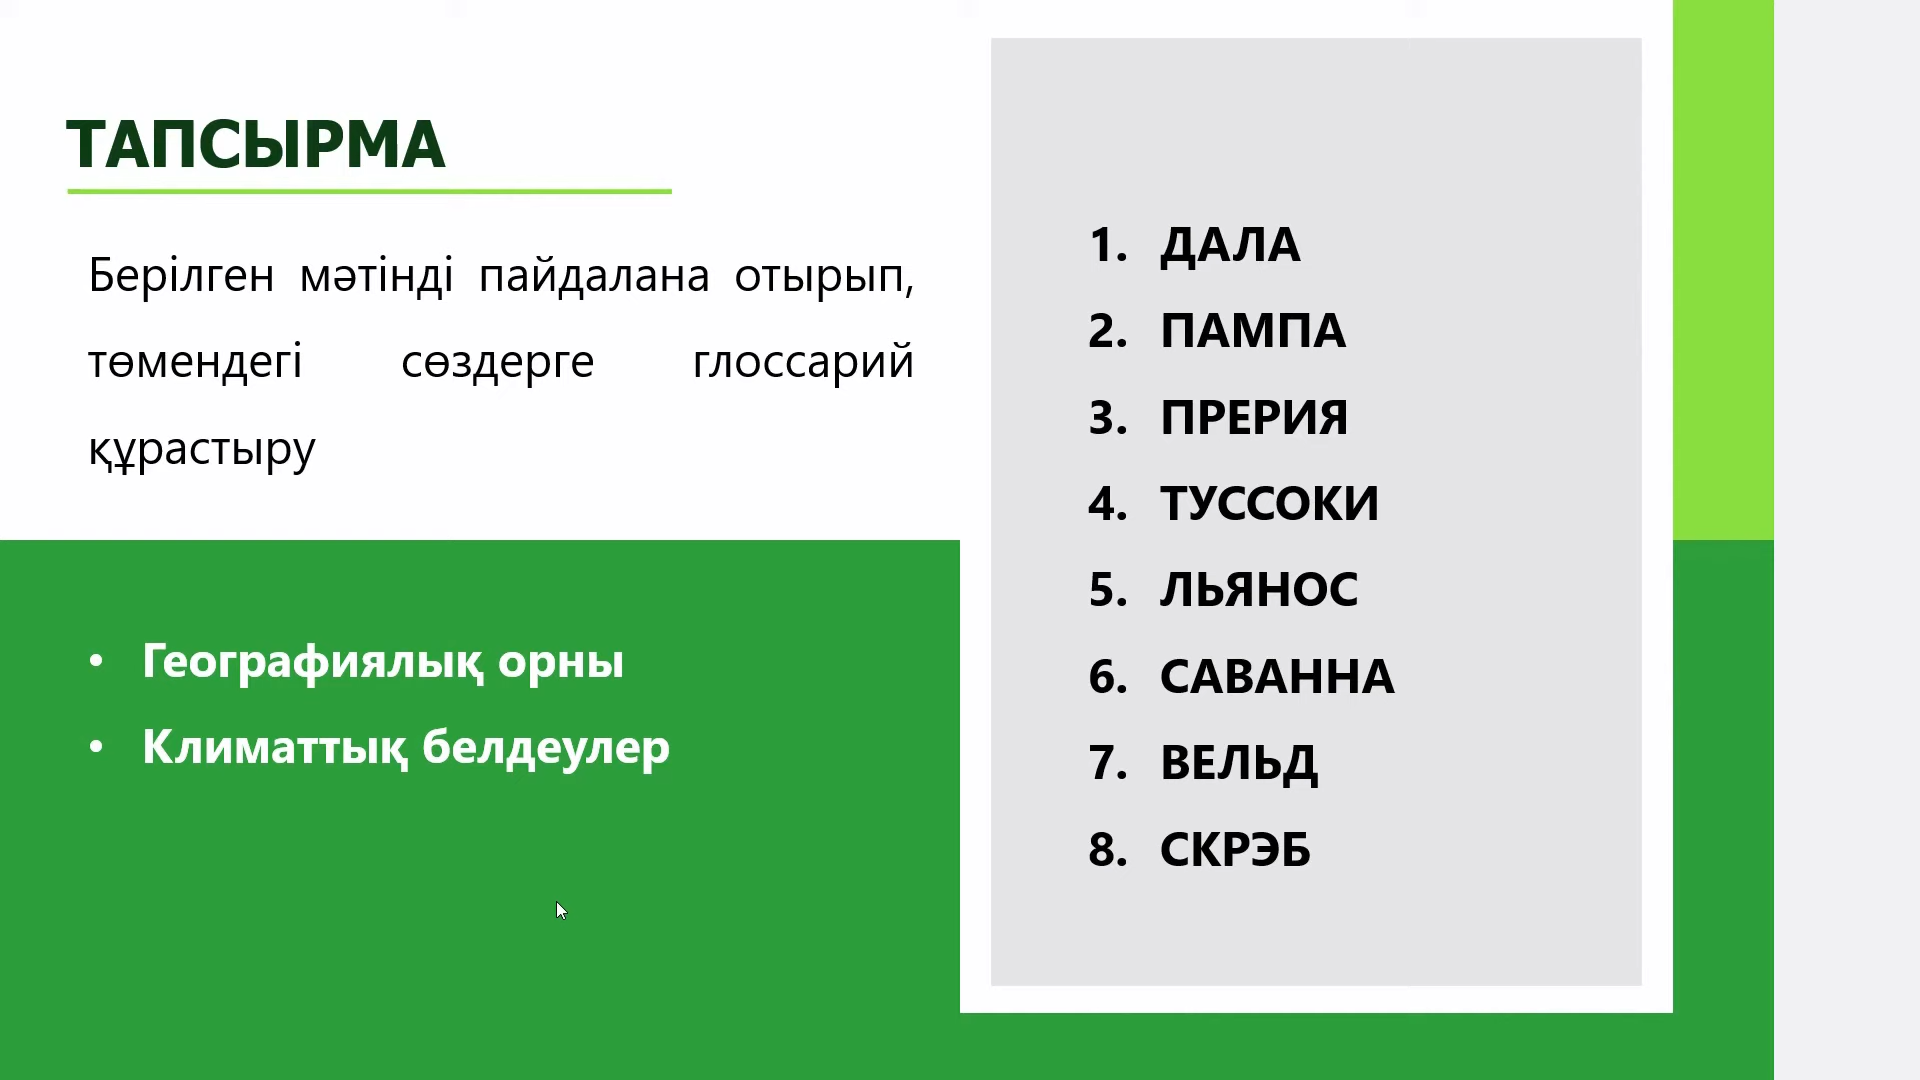 ТАПСЫРМА
Берілген мәтінді пайдалана отырып,
төмендегі сөздерге глоссарий
құрастыру
• Географиялық орны
• Климаттық белдеулер
1. ДАЛА
2. ПАМПА
3. ПРЕРИЯ
4. ТУССОКИ
5. ЛЬЯНОС
6. САВАННА
7. ВЕЛЬД
8. СКРЭБ